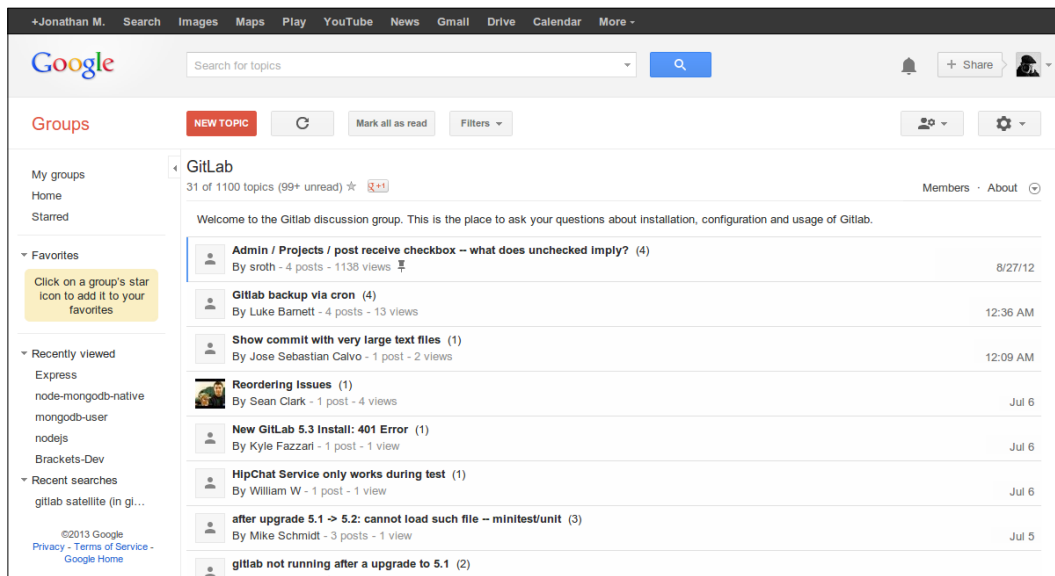 +Jonathan M. Search Images Maps Play YouTube News Gmail Drive Calendar More
Google
Search for topics
+ Share
Groups
NEW TOPIC
Mark all as read
Filters
My groups
Home
Starred
Favorites
Click on a group's star
icon to add it to your
favorites
Recently viewed
Express
node-mongodb-native
mongodb-user
nodejs
Brackets-Dev
Recent searches
gitlab satellite (in gi...
©2013 Google
Privacy - Terms of Service -
Google Home
GitLab
31 of 1100 topics (99+ unread) +1
Members · About
Welcome to the Gitlab discussion group. This is the place to ask your questions about installation, configuration and usage of Gitlab.
Admin / Projects / post receive checkbox -- what does unchecked imply? (4)
By sroth - 4 posts - 1138 views
8/27/12
Gitlab backup via cron (4)
By Luke Barnett - 4 posts - 13 views
12:36 AM
Show commit with very large text files (1)
By Jose Sebastian Calvo - 1 post - 2 views
12:09 AM
Reordering Issues (1)
By Sean Clark - 1 post - 4 views
Jul 6
New GitLab 5.3 Install: 401 Error (1)
By Kyle Fazzari - 1 post - 1 view
Jul 6
HipChat Service only works during test (1)
By William W - 1 post - 1 view
Jul 6
after upgrade 5.1 -> 5.2: cannot load such file -- minitest/unit (3)
By Mike Schmidt - 3 posts - 1 view
Jul 5
gitlab not running after a upgrade to 5.1 (2)